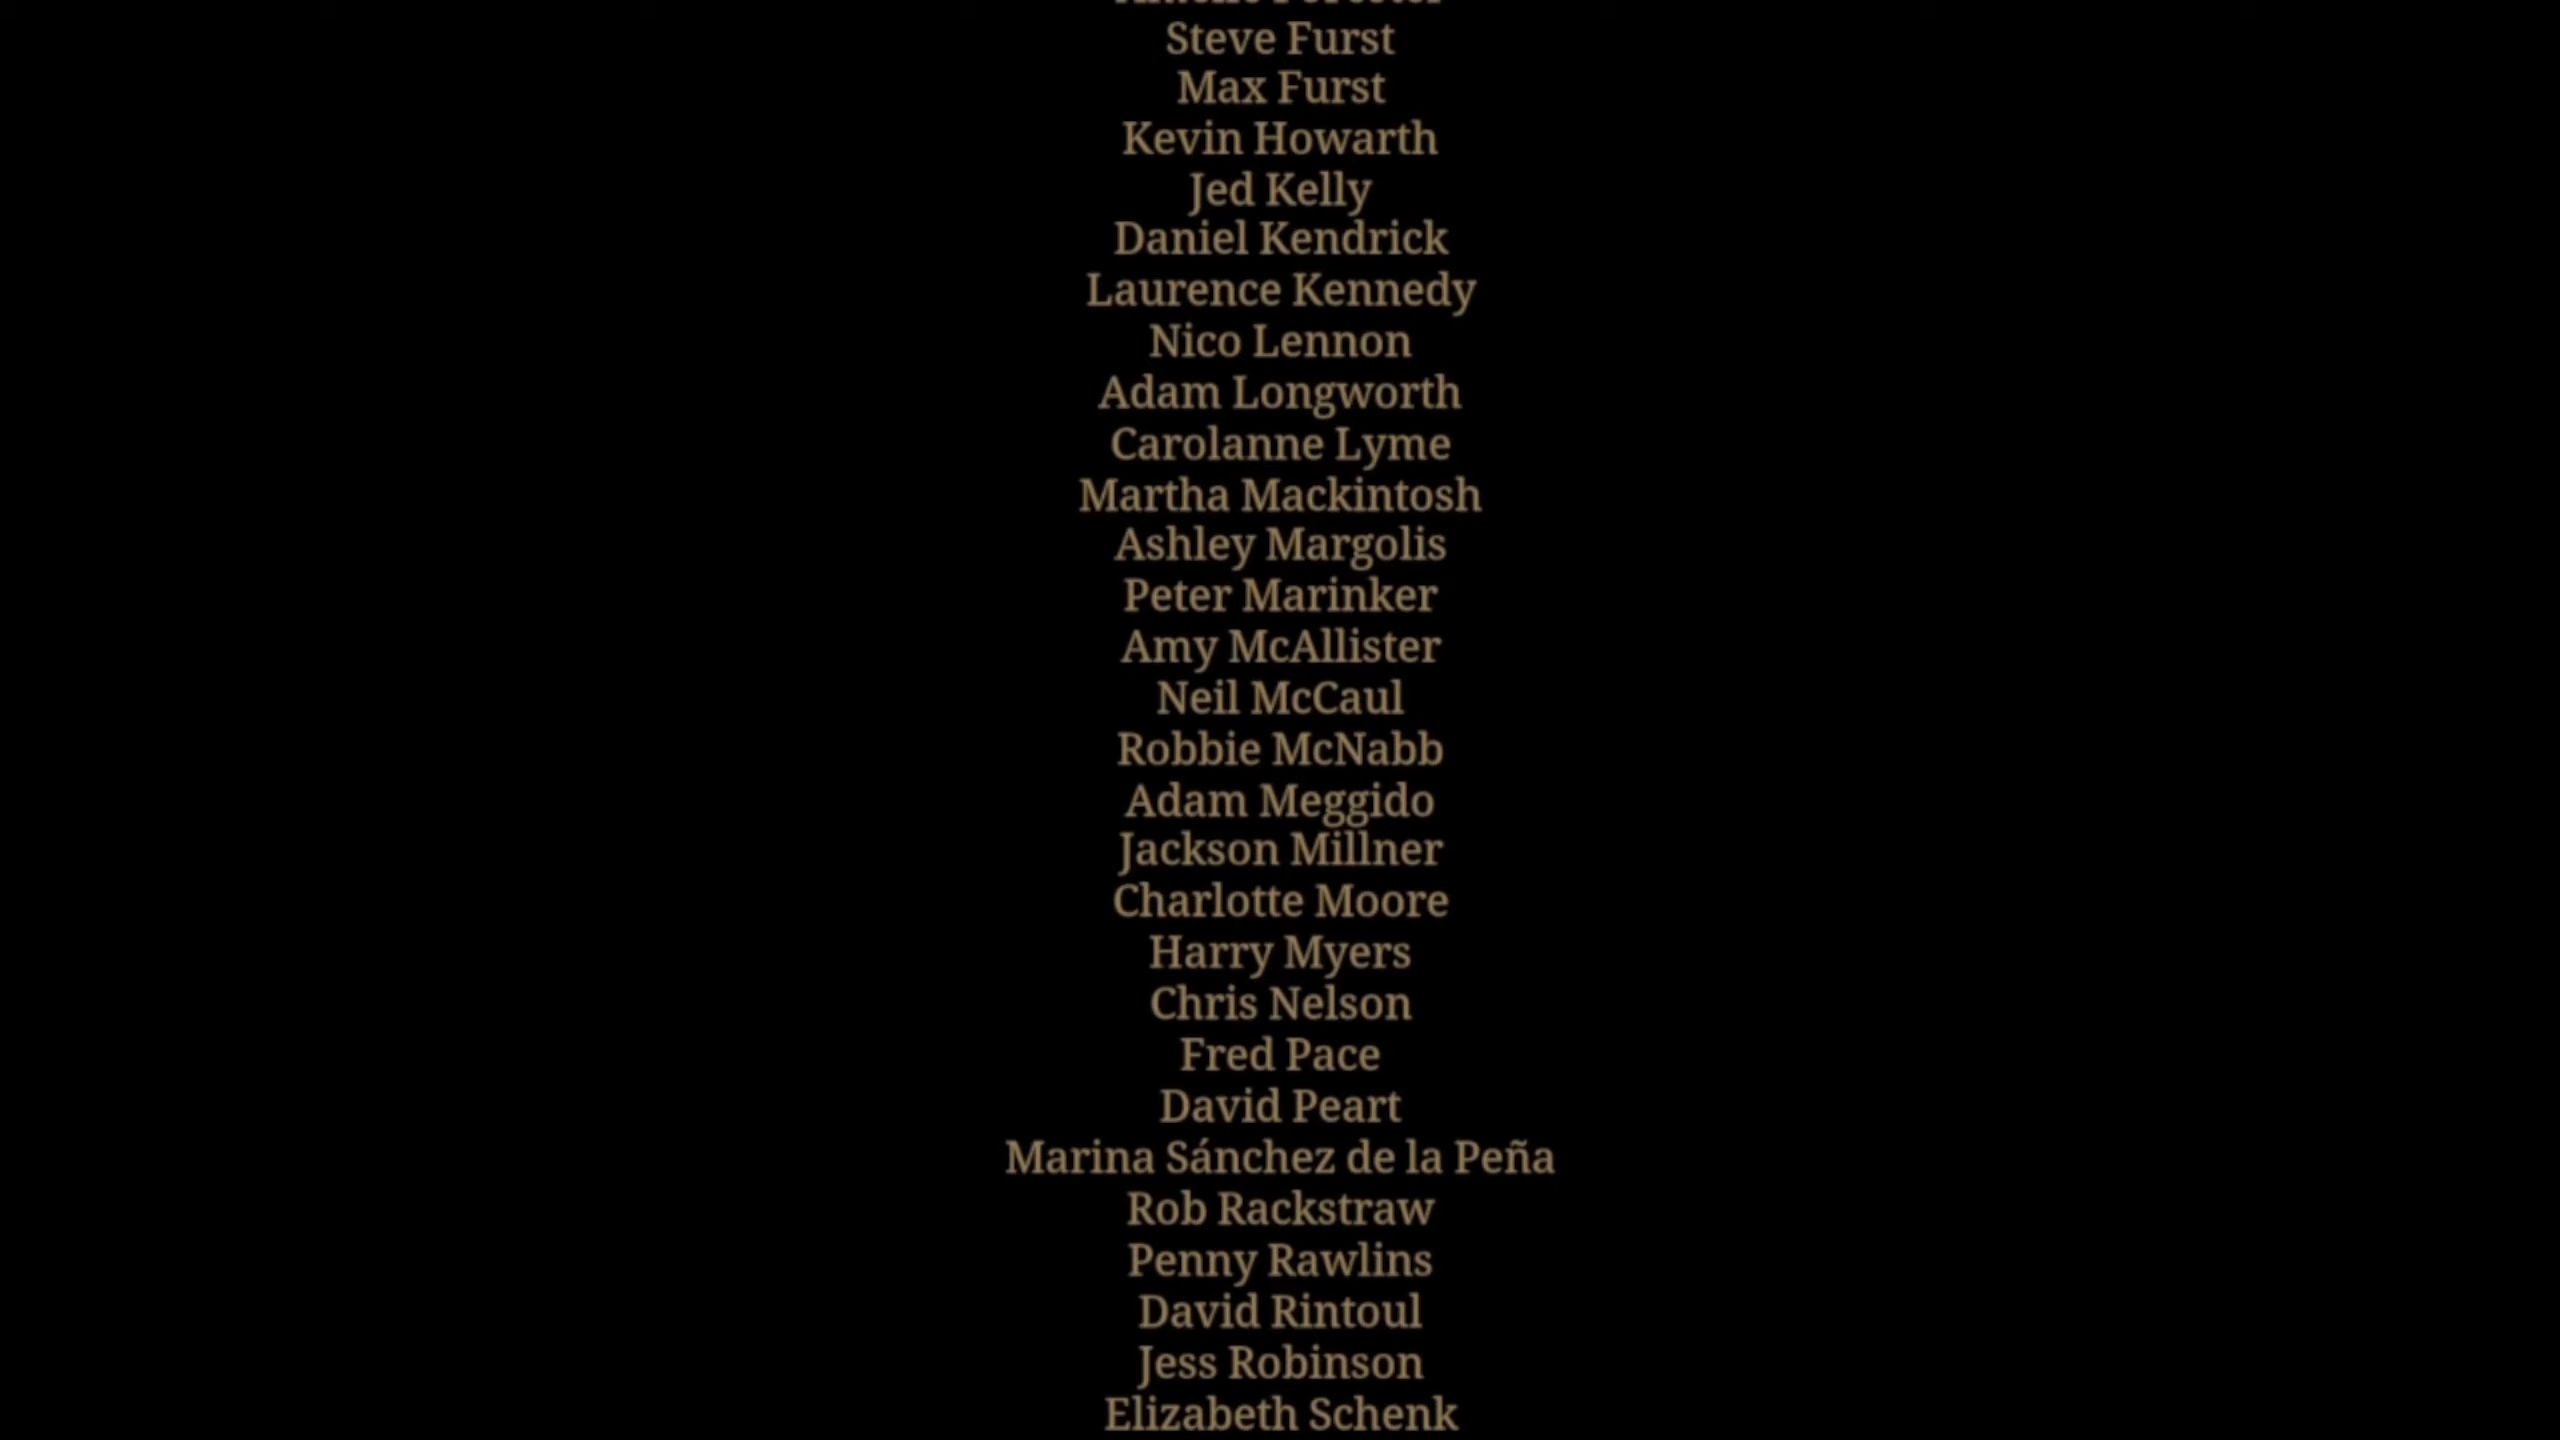 Steve Furst
Max Furst
Kevin Howarth
Jed Kelly
Daniel Kendrick
Laurence Kennedy
Nico Lennon
Adam Longworth
Carolanne Lyme
Martha Mackintosh
Ashley Margolis
Peter Marinker
Amy McAllister
Neil McCaul
Robbie McNabb
Adam Meggido
Jackson Millner
Charlotte Moore
Harry Myers
Chris Nelson
Fred Pace
David Peart
Marina Sánchez de la Peña
Rob Rackstraw
Penny Rawlins
David Rintoul
Jess Robinson
Elizabeth Schenk